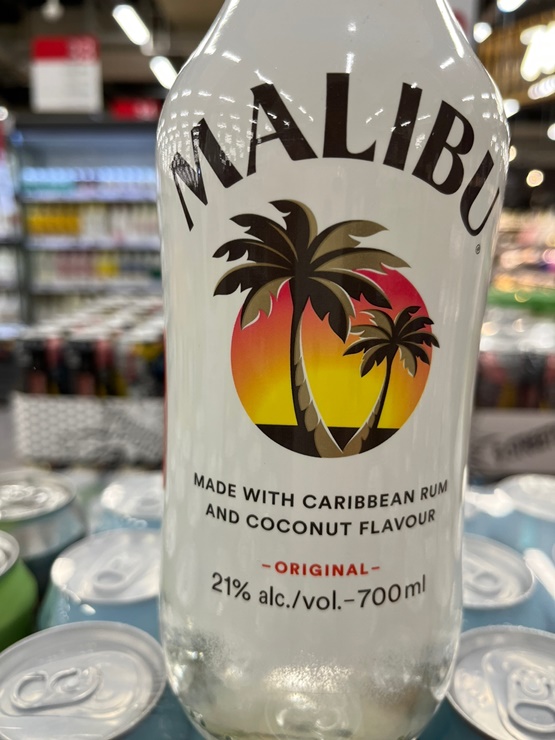 MALIBU
®
MADE WITH CARIBBEAN RUM
AND COCONUT FLAVOUR
–ORIGINAL–
21% alc./vol.–700ml